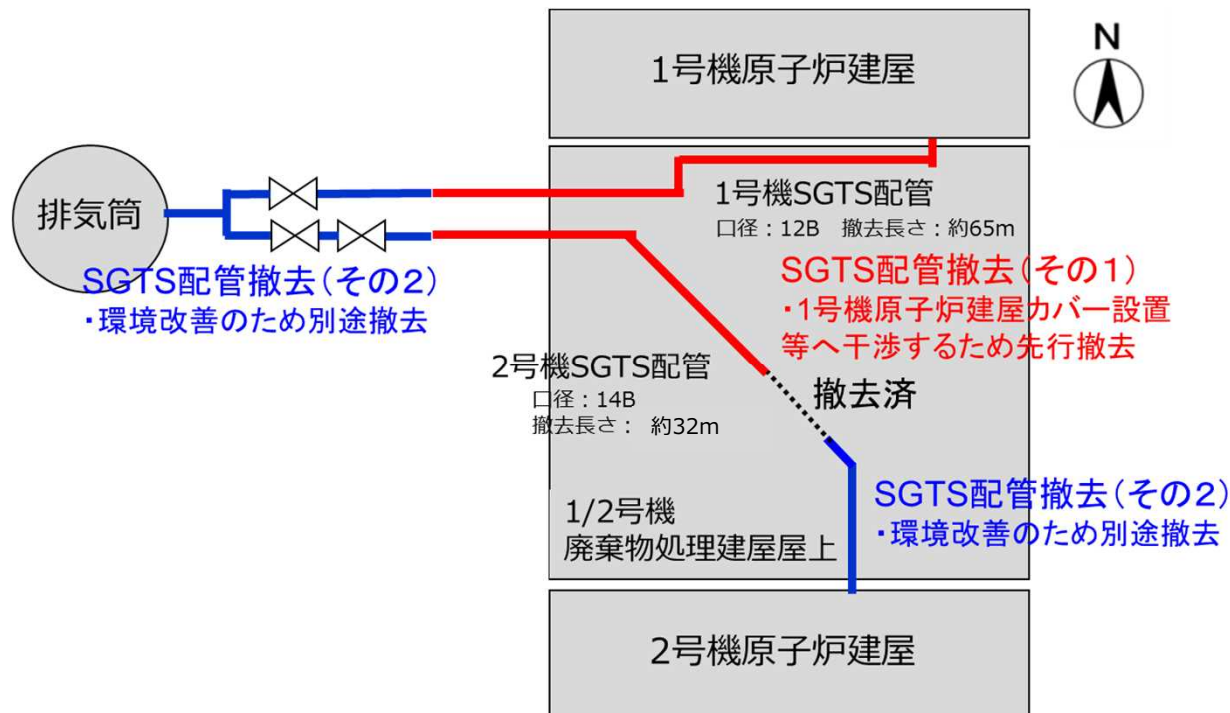 1号機原子炉建屋
N
排気筒
1号機SGTS配管
口径：12B 撤去長さ：約65m
SGTS配管撤去（その1）
・1号機原子炉建屋カバー設置
等へ干渉するため先行撤去
SGTS配管撤去（その2）
・環境改善のため別途撤去
2号機SGTS配管
口径：14B
撤去長さ： 約32m
撤去済
SGTS配管撤去（その2）
・環境改善のため別途撤去
1/2号機
廃棄物処理建屋屋上
2号機原子炉建屋